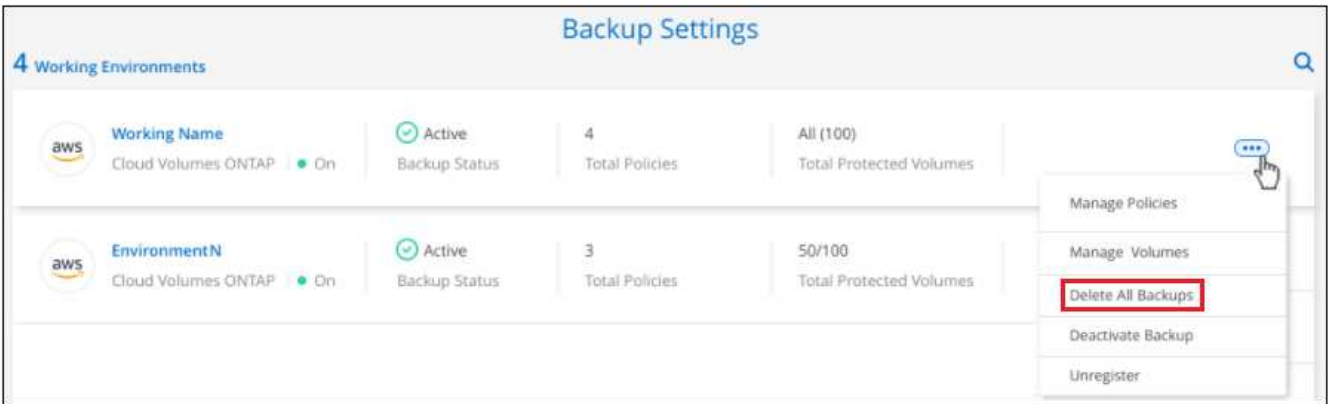 Backup Settings
4 Working Environments
aws
Working Name
Cloud Volumes ONTAP On
Active
Backup Status
4
Total Policies
All (100)
Total Protected Volumes
Manage Policies
Manage Volumes
Delete All Backups
Deactivate Backup
Unregister
aws
EnvironmentN
Cloud Volumes ONTAP On
Active
Backup Status
3
Total Policies
50/100
Total Protected Volumes